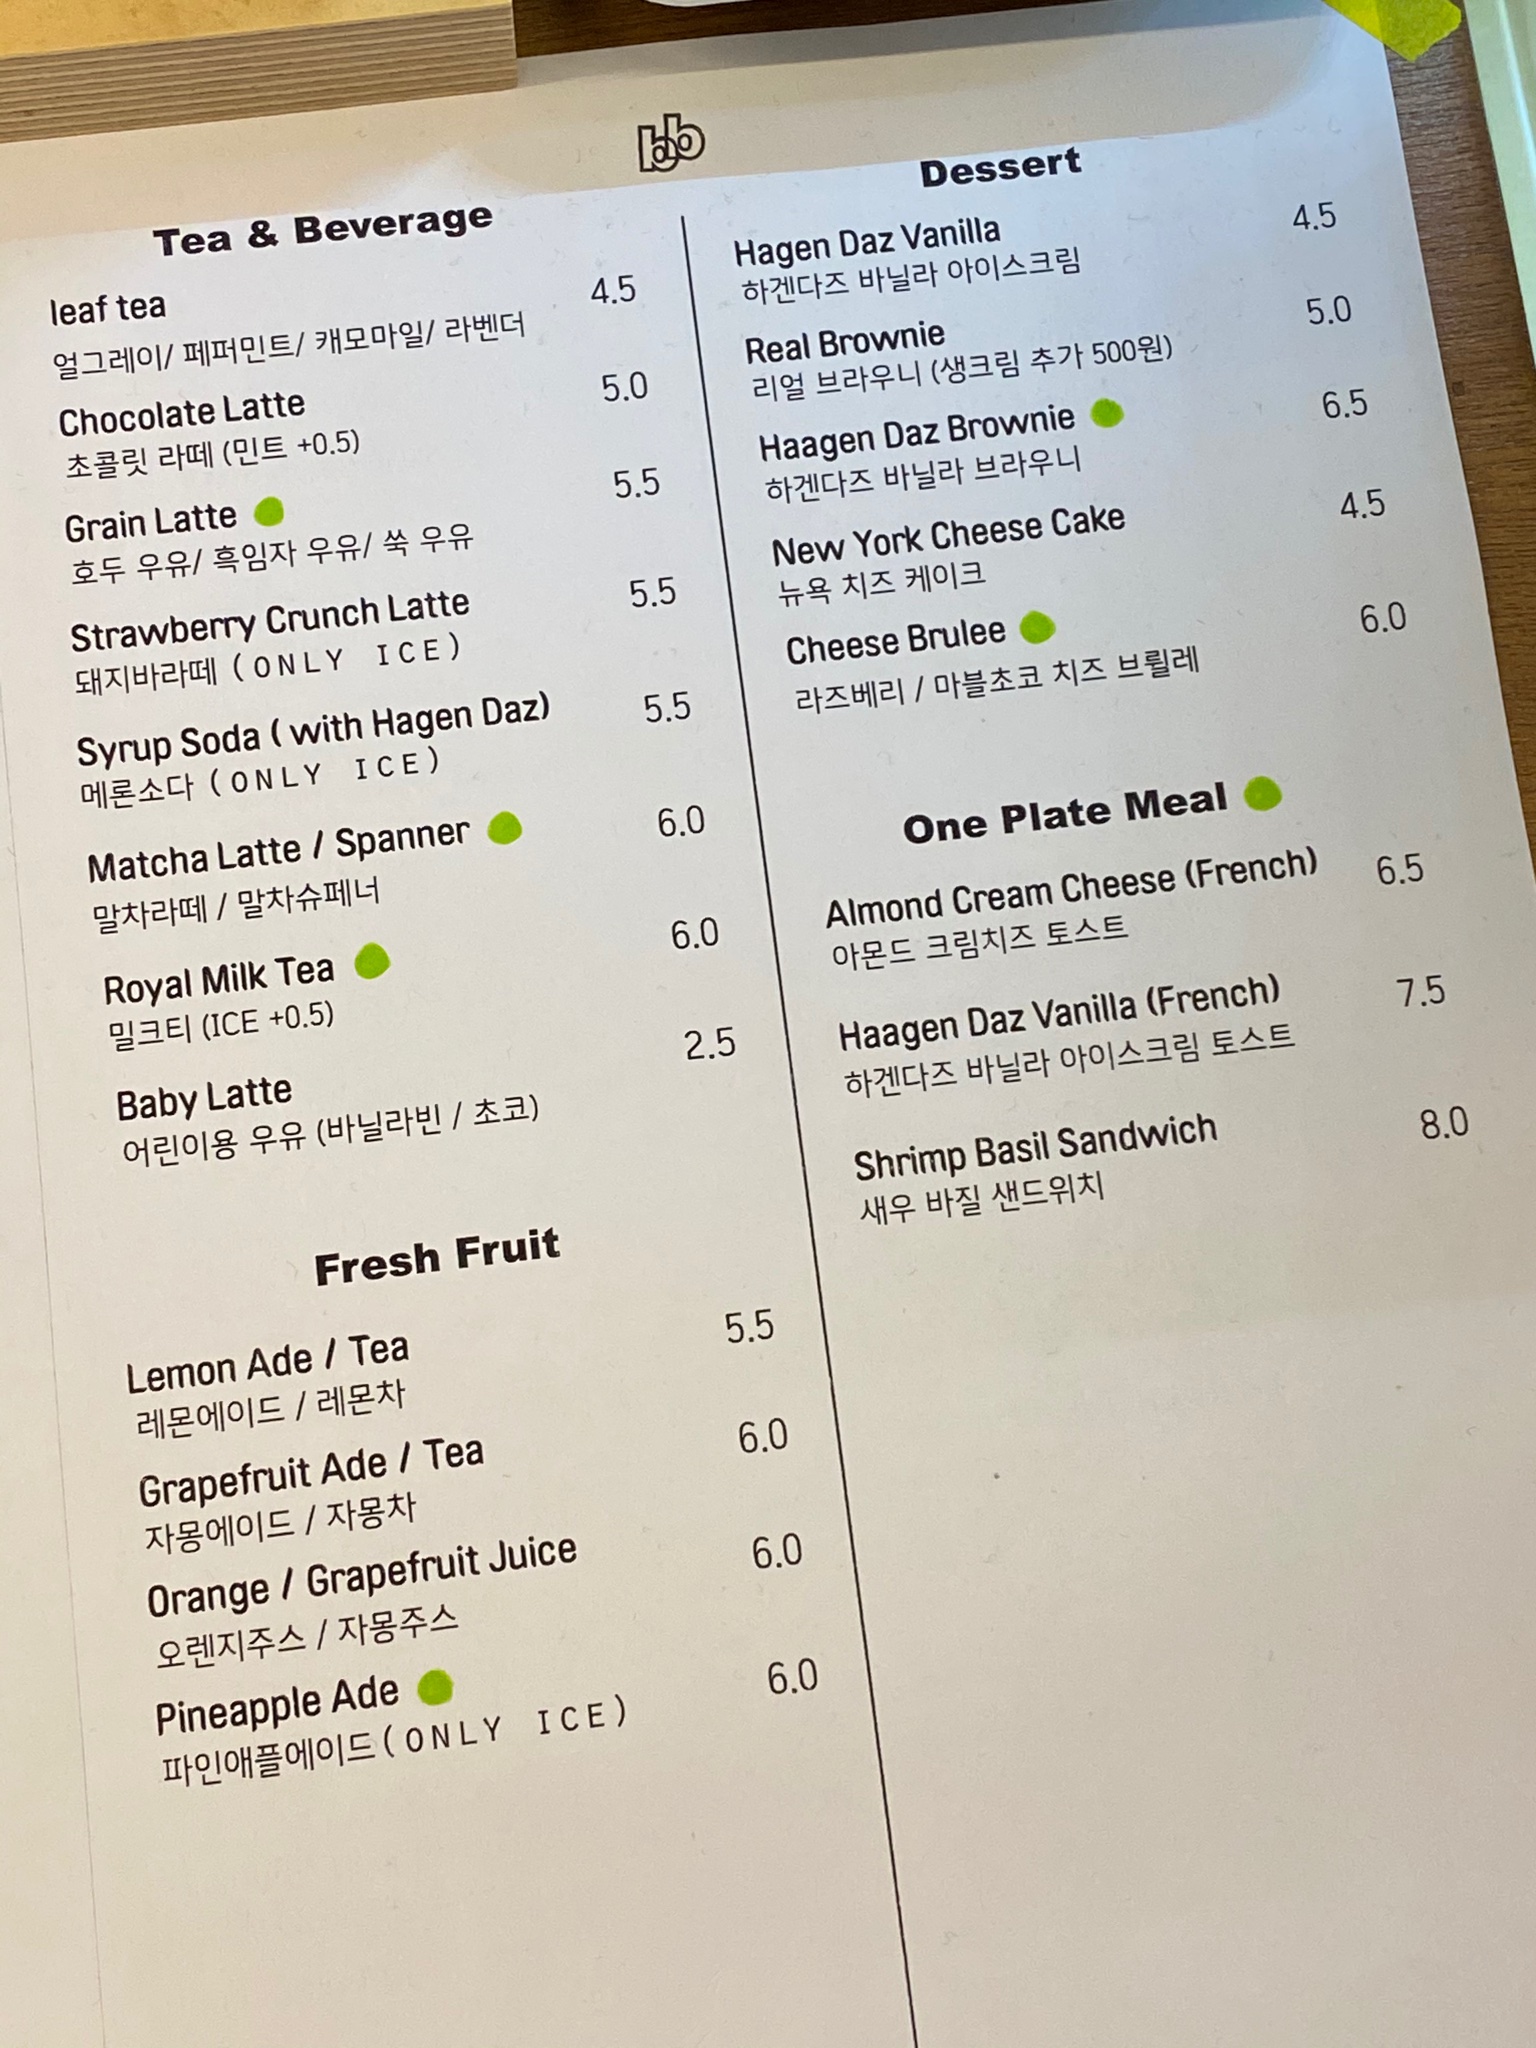 bb
Tea & Beverage
leaf tea 4.5
얼그레이/ 페퍼민트/ 캐모마일/ 라벤더
Chocolate Latte 5.0
초콜릿 라떼 (민트 +0.5)
Grain Latte 5.5
호두 우유/ 흑임자 우유/ 쑥 우유
Strawberry Crunch Latte 5.5
돼지바라떼 (ONLY ICE)
Syrup Soda ( with Hagen Daz) 5.5
메론소다 (ONLY ICE)
Matcha Latte / Spanner 6.0
말차라떼 / 말차슈페너
Royal Milk Tea 6.0
밀크티 (ICE +0.5)
Baby Latte 2.5
어린이용 우유 (바닐라빈 / 초코)
Fresh Fruit
Lemon Ade / Tea 5.5
레몬에이드 / 레몬차
Grapefruit Ade / Tea 6.0
자몽에이드 / 자몽차
Orange / Grapefruit Juice 6.0
오렌지주스 / 자몽주스
Pineapple Ade 6.0
파인애플에이드(ONLY ICE)
Dessert
Hagen Daz Vanilla 4.5
하겐다즈 바닐라 아이스크림
Real Brownie 5.0
리얼 브라우니 (생크림 추가 500원)
Haagen Daz Brownie 6.5
하겐다즈 바닐라 브라우니
New York Cheese Cake 4.5
뉴욕 치즈 케이크
Cheese Brulee 6.0
라즈베리 / 마블초코 치즈 브륄레
One Plate Meal
Almond Cream Cheese (French) 6.5
아몬드 크림치즈 토스트
Haagen Daz Vanilla (French) 7.5
하겐다즈 바닐라 아이스크림 토스트
Shrimp Basil Sandwich 8.0
새우 바질 샌드위치